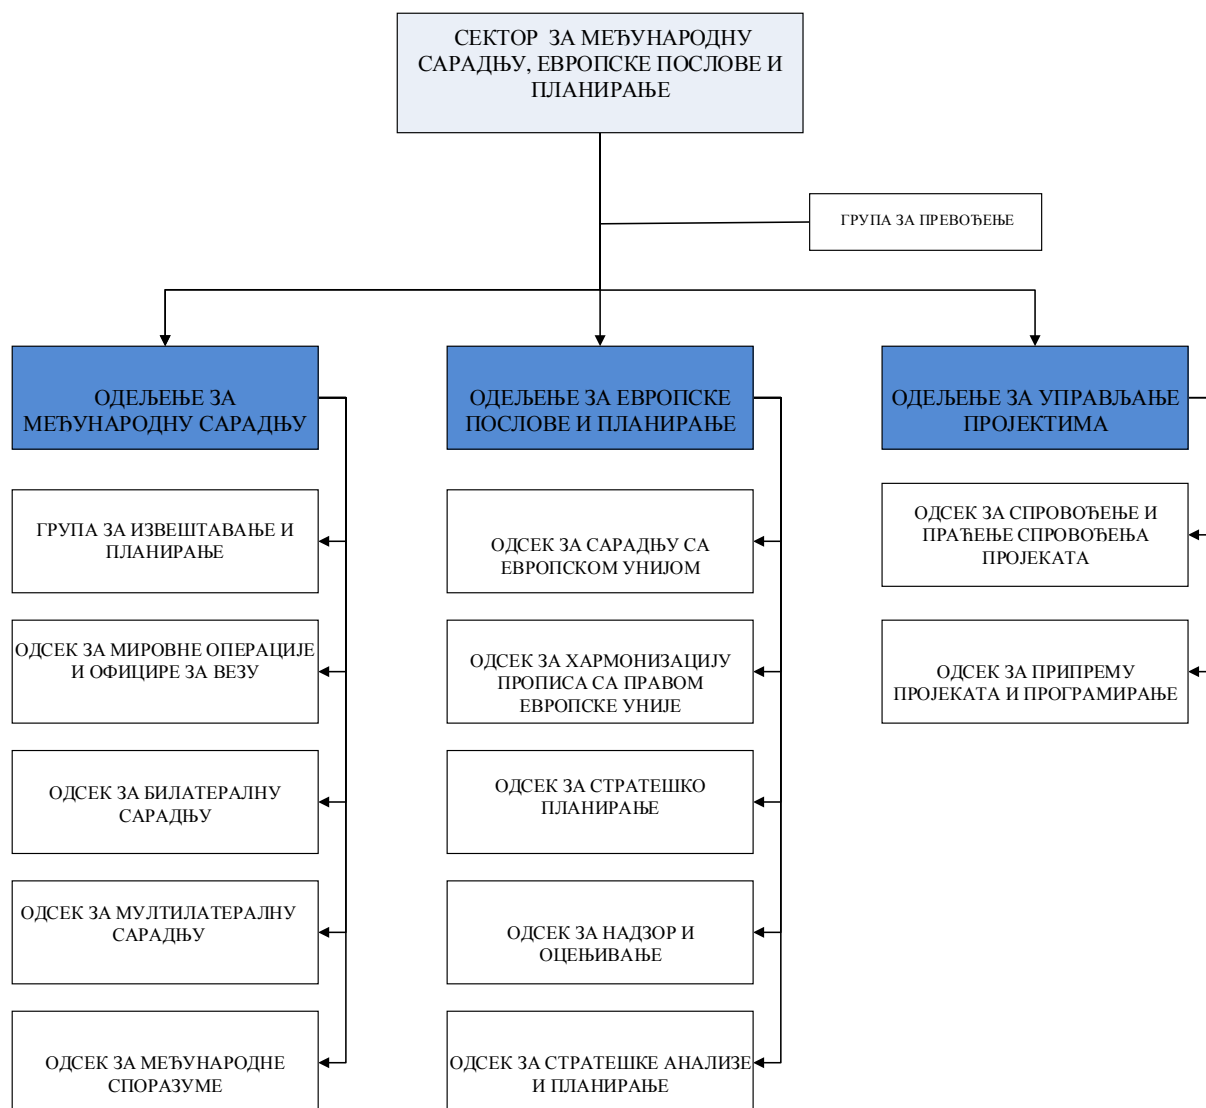 СЕКТОР ЗА МЕЂУНАРОДНУ
САРАДЊУ, ЕВРОПСКЕ ПОСЛОВЕ И
ПЛАНИРАЊЕ
ГРУПА ЗА ПРЕВОЂЕЊЕ
ОДЕЉЕЊЕ ЗА
МЕЂУНАРОДНУ САРАДЊУ
ГРУПА ЗА ИЗВЕШТАВАЊЕ И
ПЛАНИРАЊЕ
ОДСЕК ЗА МИРОВНЕ ОПЕРАЦИЈЕ
И ОФИЦИРЕ ЗА ВЕЗУ
ОДСЕК ЗА БИЛАТЕРАЛНУ
САРАДЊУ
ОДСЕК ЗА МУЛТИЛАТЕРАЛНУ
САРАДЊУ
ОДСЕК ЗА МЕЂУНАРОДНЕ
СПОРАЗУМЕ
ОДЕЉЕЊЕ ЗА ЕВРОПСКЕ
ПОСЛОВЕ И ПЛАНИРАЊЕ
ОДСЕК ЗА САРАДЊУ СА
ЕВРОПСКОМ УНИЈОМ
ОДСЕК ЗА ХАРМОНИЗАЦИЈУ
ПРОПИСА СА ПРАВОМ
ЕВРОПСКЕ УНИЈЕ
ОДСЕК ЗА СТРАТЕШКО
ПЛАНИРАЊЕ
ОДСЕК ЗА НАДЗОР И
ОЦЕЊИВАЊЕ
ОДСЕК ЗА СТРАТЕШКЕ АНАЛИЗЕ
И ПЛАНИРАЊЕ
ОДЕЉЕЊЕ ЗА УПРАВЉАЊЕ
ПРОЈЕКТИМА
ОДСЕК ЗА СПРОВОЂЕЊЕ И
ПРАЋЕЊЕ СПРОВОЂЕЊА
ПРОЈЕКАТА
ОДСЕК ЗА ПРИПРЕМУ
ПРОЈЕКАТА И ПРОГРАМИРАЊЕ